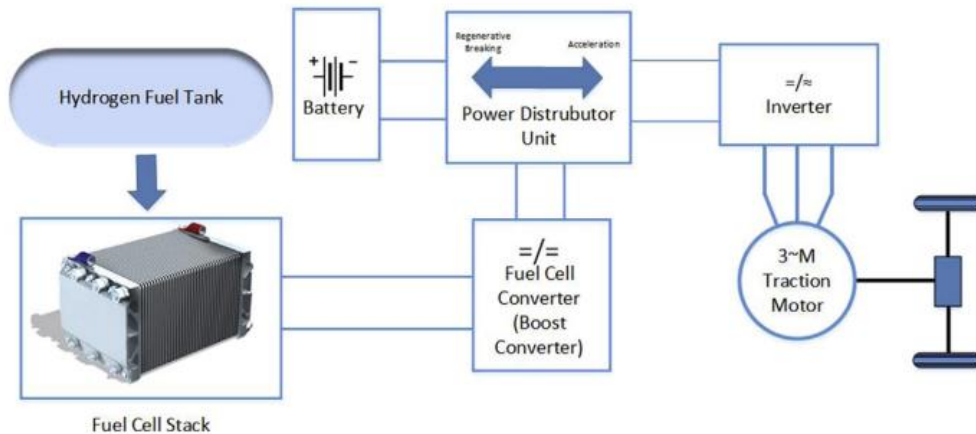 Hydrogen Fuel Tank
+ −
Battery
Regenerative
Breaking
Acceleration
Power Distrubutor
Unit
=/≈
Inverter
=/=
Fuel Cell
Converter
(Boost
Converter)
3~M
Traction
Motor
Fuel Cell Stack